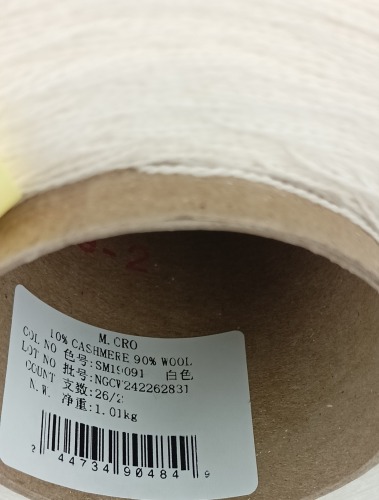 M. CRO
10% CASHMERE 90% WOOL
COL NO 色号:SM19091 白色
LOT NO 批号:NGCW242262831
COUNT 支数:26/2
N.W. 净重:1.01kg
2 44734 90484 9